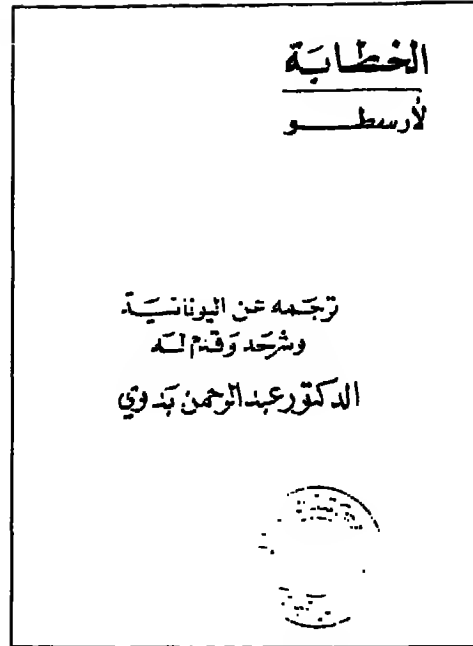 الخطابة
لأرسطو
ترجمه عن اليونانية
وشرحه وقدم له
الدكتور عبد الرحمن بدوي